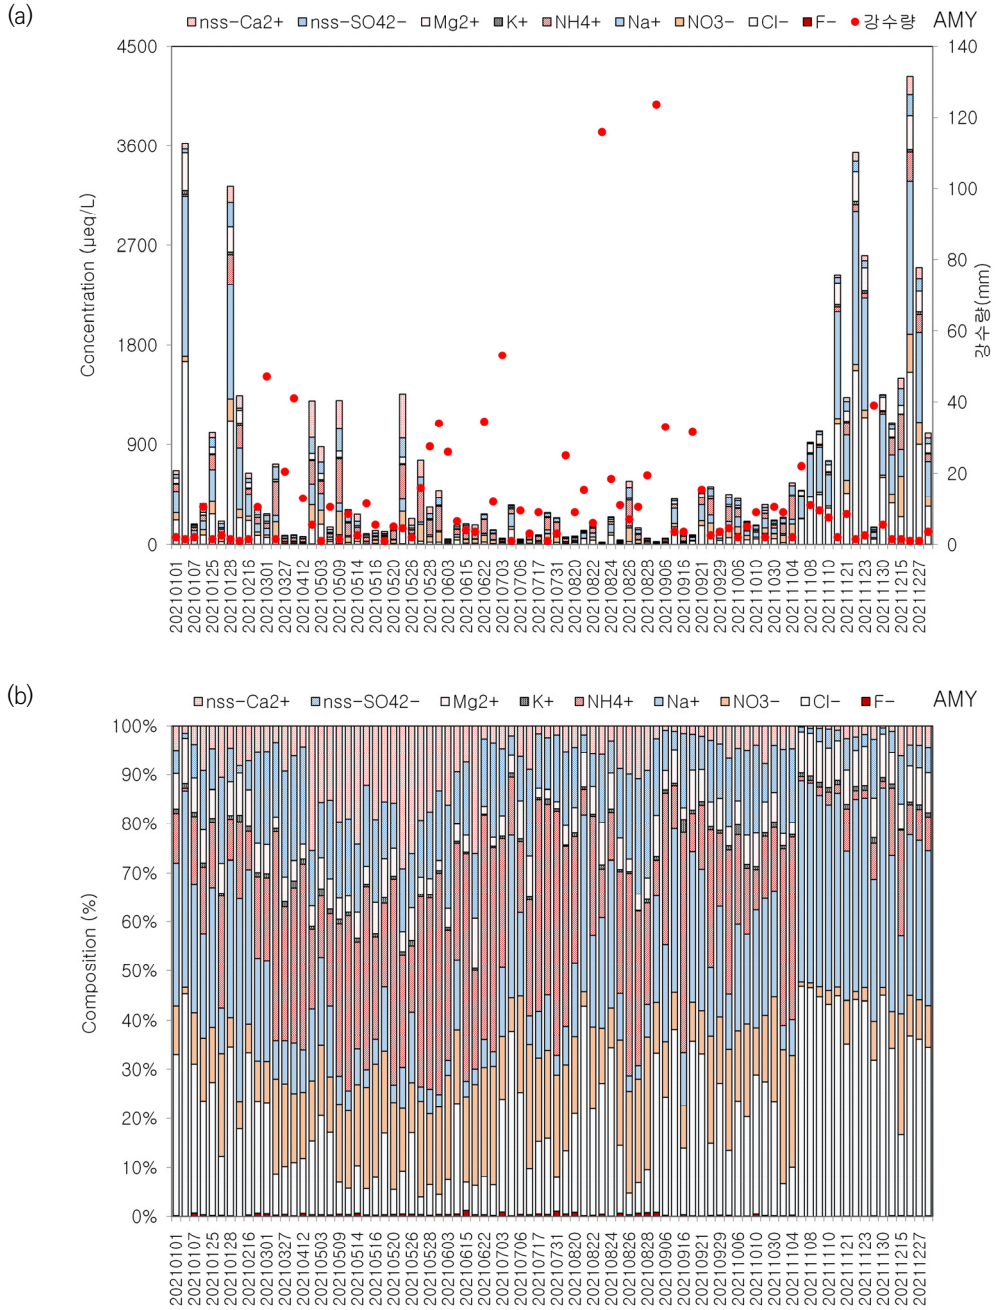 (a)
nss-Ca2+ nss-SO42- Mg2+ K+ NH4+ Na+ NO3- Cl- F- 강수량 AMY
4500 140
120
3600
100
2700
80
60
1800
40
900
20
0 0
Concentration (µeq/L)
강수량(mm)
20210101 20210107 20210125 20210128 20210216 20210301 20210327 20210412 20210503 20210509 20210514 20210516 20210520 20210526 20210528 20210603 20210615 20210622 20210703 20210706 20210717 20210731 20210820 20210822 20210824 20210826 20210828 20210906 20210916 20210921 20210929 20211006 20211010 20211104 20211108 20211110 20211121 20211123 20211130 20211215 20211227
(b)
nss-Ca2+ nss-SO42- Mg2+ K+ NH4+ Na+ NO3- Cl- F- AMY
100%
90%
80%
70%
60%
50%
40%
30%
20%
10%
0%
Composition (%)
20210101 20210107 20210125 20210128 20210216 20210301 20210327 20210412 20210503 20210509 20210514 20210516 20210520 20210526 20210528 20210603 20210615 20210622 20210703 20210706 20210717 20210731 20210820 20210822 20210824 20210826 20210828 20210906 20210916 20210921 20210929 20211006 20211010 20211104 20211108 20211110 20211121 20211123 20211130 20211215 20211227